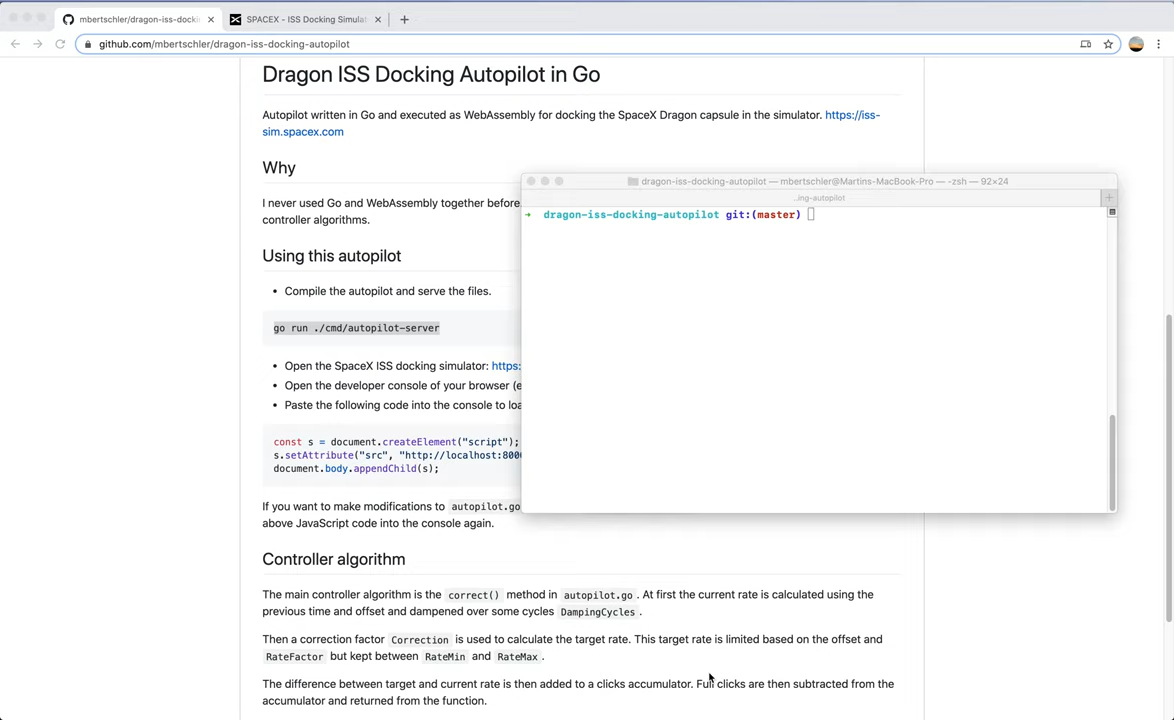 mbertschler/dragon-iss-docki
SPACEX - ISS Docking Simulat
github.com/mbertschler/dragon-iss-docking-autopilot
Dragon ISS Docking Autopilot in Go
Autopilot written in Go and executed as WebAssembly for docking the SpaceX Dragon capsule in the simulator. https://iss-
sim.spacex.com
Why
dragon-iss-docking-autopilot — mbertschler@Martins-MacBook-Pro — -zsh — 92×24
...ing-autopilot
I never used Go and WebAssembly together before
controller algorithms.
→ dragon-iss-docking-autopilot git:(master)
Using this autopilot
• Compile the autopilot and serve the files.
go run ./cmd/autopilot-server
• Open the SpaceX ISS docking simulator: https:
• Open the developer console of your browser (e
• Paste the following code into the console to loa
const s = document.createElement("script");
s.setAttribute("src", "http://localhost:8000
document.body.appendChild(s);
If you want to make modifications to autopilot.go
above JavaScript code into the console again.
Controller algorithm
The main controller algorithm is the correct() method in autopilot.go. At first the current rate is calculated using the
previous time and offset and dampened over some cycles DampingCycles.
Then a correction factor Correction is used to calculate the target rate. This target rate is limited based on the offset and
RateFactor but kept between RateMin and RateMax.
The difference between target and current rate is then added to a clicks accumulator. Full clicks are then subtracted from the
accumulator and returned from the function.